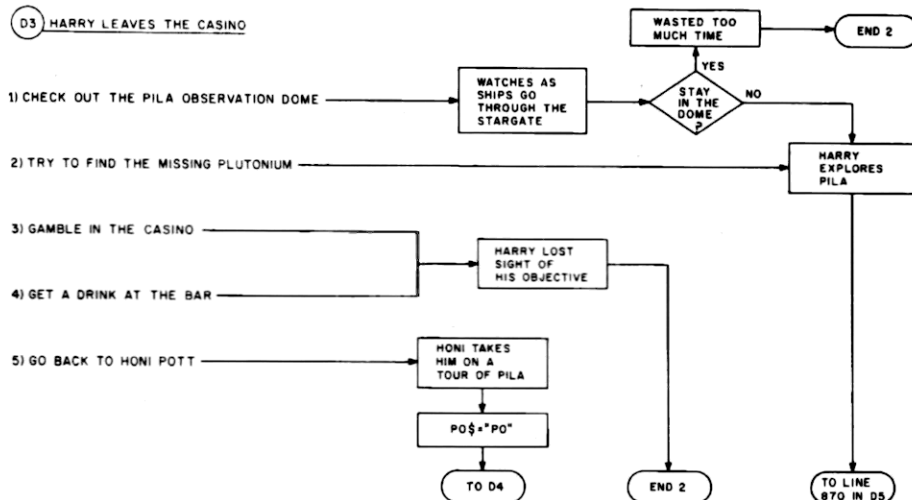 D3 HARRY LEAVES THE CASINO
WASTED TOO
MUCH TIME
END 2
YES
1) CHECK OUT THE PILA OBSERVATION DOME
WATCHES AS
SHIPS GO
THROUGH THE
STARGATE
STAY
IN THE
DOME
?
NO
2) TRY TO FIND THE MISSING PLUTONIUM
HARRY
EXPLORES
PILA
3) GAMBLE IN THE CASINO
HARRY LOST
SIGHT OF
HIS OBJECTIVE
4) GET A DRINK AT THE BAR
5) GO BACK TO HONI POTT
HONI TAKES
HIM ON A
TOUR OF PILA
PO$="PO"
TO D4
END 2
TO LINE
870 IN D5